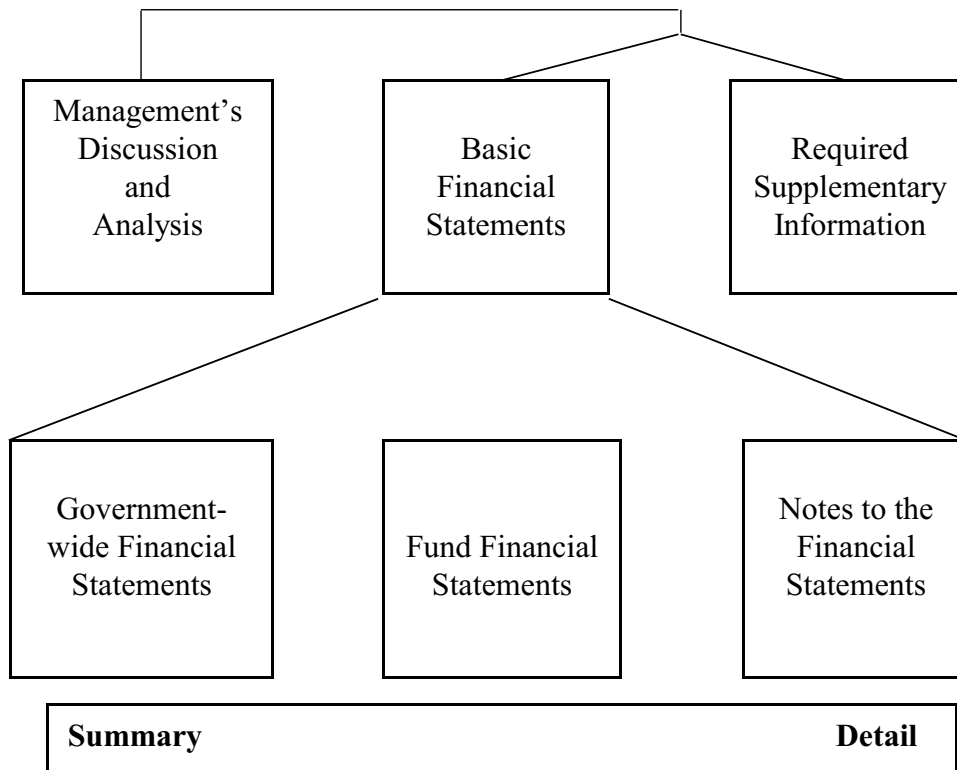 Management’s
Discussion
and
Analysis
Basic
Financial
Statements
Required
Supplementary
Information
Government-
wide Financial
Statements
Fund Financial
Statements
Notes to the
Financial
Statements
Summary Detail